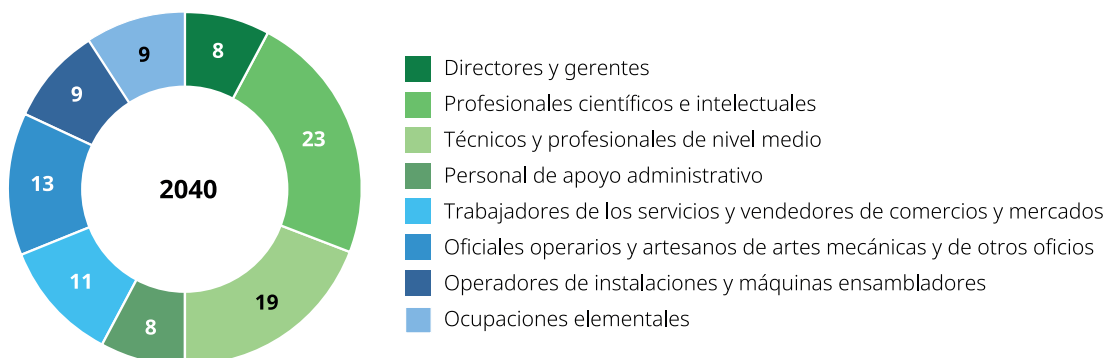 8
23
19
8
11
13
9
9
2040
Directores y gerentes
Profesionales científicos e intelectuales
Técnicos y profesionales de nivel medio
Personal de apoyo administrativo
Trabajadores de los servicios y vendedores de comercios y mercados
Oficiales operarios y artesanos de artes mecánicas y de otros oficios
Operadores de instalaciones y máquinas ensambladores
Ocupaciones elementales